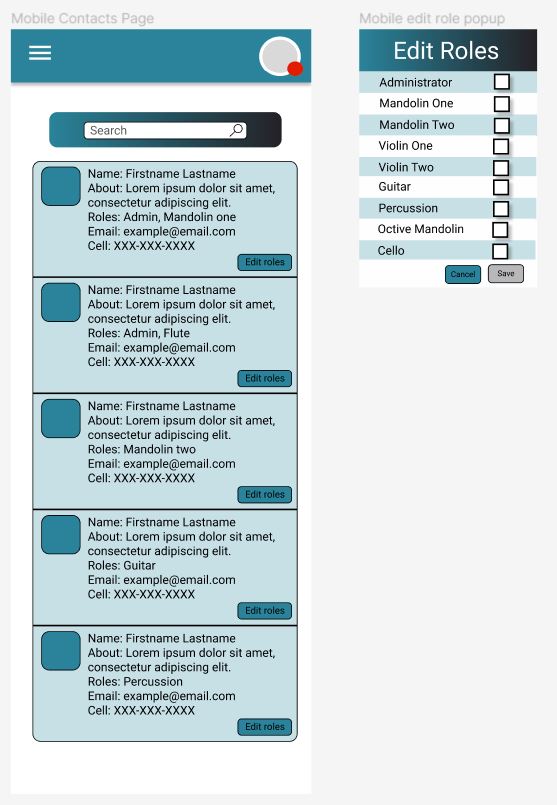 Mobile Contacts Page
Search
Name: Firstname Lastname
About: Lorem ipsum dolor sit amet,
consectetur adipiscing elit.
Roles: Admin, Mandolin one
Email: example@email.com
Cell: XXX-XXX-XXXX
Edit roles
Name: Firstname Lastname
About: Lorem ipsum dolor sit amet,
consectetur adipiscing elit.
Roles: Admin, Flute
Email: example@email.com
Cell: XXX-XXX-XXXX
Edit roles
Name: Firstname Lastname
About: Lorem ipsum dolor sit amet,
consectetur adipiscing elit.
Roles: Mandolin two
Email: example@email.com
Cell: XXX-XXX-XXXX
Edit roles
Name: Firstname Lastname
About: Lorem ipsum dolor sit amet,
consectetur adipiscing elit.
Roles: Guitar
Email: example@email.com
Cell: XXX-XXX-XXXX
Edit roles
Name: Firstname Lastname
About: Lorem ipsum dolor sit amet,
consectetur adipiscing elit.
Roles: Percussion
Email: example@email.com
Cell: XXX-XXX-XXXX
Edit roles
Mobile edit role popup
Edit Roles
Administrator
Mandolin One
Mandolin Two
Violin One
Violin Two
Guitar
Percussion
Octive Mandolin
Cello
Cancel Save